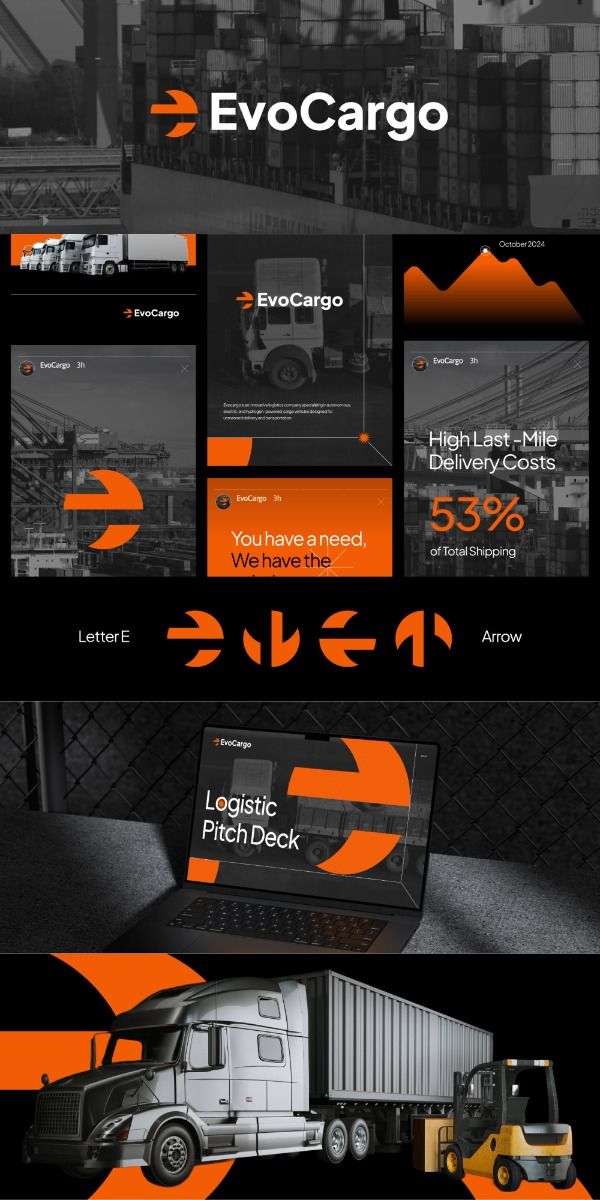 EvoCargo
October 2024
EvoCargo
EvoCargo
Evocargo is an innovative logistics company specializing in autonomous,
electric, and hydrogen-powered cargo vehicles designed for
unmanned delivery and transportation.
EvoCargo 3h
EvoCargo 3h
High Last-Mile
Delivery Costs
53%
of Total Shipping
EvoCargo 3h
You have a need,
We have the
Letter E
Arrow
EvoCargo
Logistic
Pitch Deck